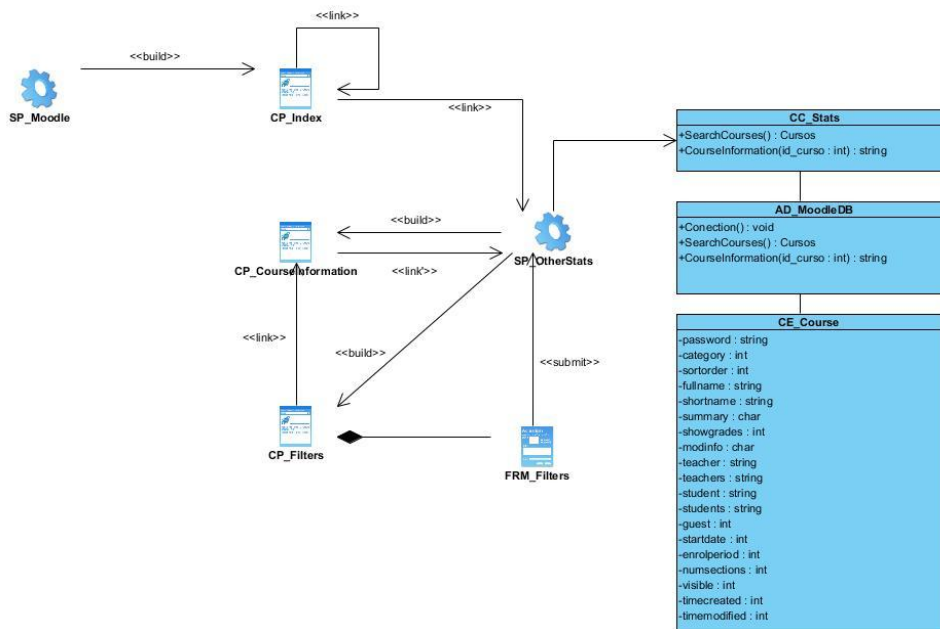 <<link>>
<<build>>
SP_Moodle
CP_Index
<<link>>
CC_Stats
+SearchCourses() : Cursos
+CourseInformation(id_curso : int) : string
<<build>>
SP_OtherStats
CP_CourseInformation
<<link'>>
AD_MoodleDB
+Conection() : void
+SearchCourses() : Cursos
+CourseInformation(id_curso : int) : string
<<link>>
<<build>>
<<submit>>
CP_Filters
FRM_Filters
CE_Course
-password : string
-category : int
-sortorder : int
-fullname : string
-shortname : string
-summary : char
-showgrades : int
-modinfo : char
-teacher : string
-teachers : string
-student : string
-students : string
-guest : int
-startdate : int
-enrolperiod : int
-numsections : int
-visible : int
-timecreated : int
-timemodified : int